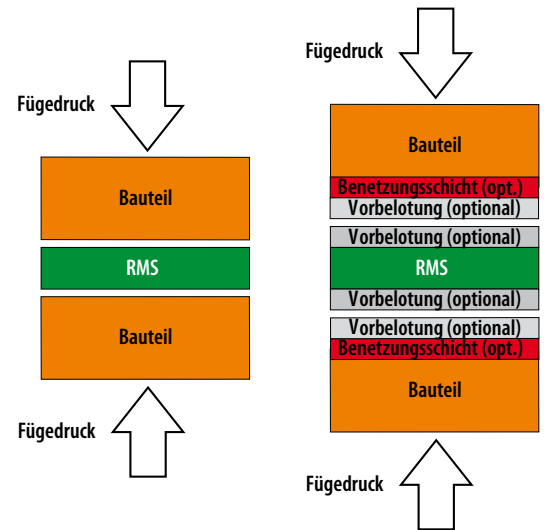 Fügedruck
Bauteil
RMS
Bauteil
Fügedruck
Fügedruck
Bauteil
Benetzungsschicht (opt.)
Vorbelotung (optional)
Vorbelotung (optional)
RMS
Vorbelotung (optional)
Vorbelotung (optional)
Benetzungsschicht (opt.)
Bauteil
Fügedruck